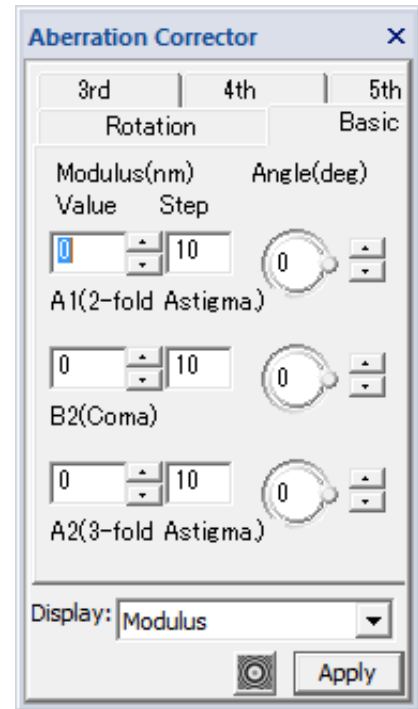 Aberration Corrector
3rd 4th 5th
Rotation Basic
Modulus(nm) Angle(deg)
Value Step
0 10 0
A1(2-fold Astigma.)
0 10 0
B2(Coma)
0 10 0
A2(3-fold Astigma.)
Display: Modulus
Apply